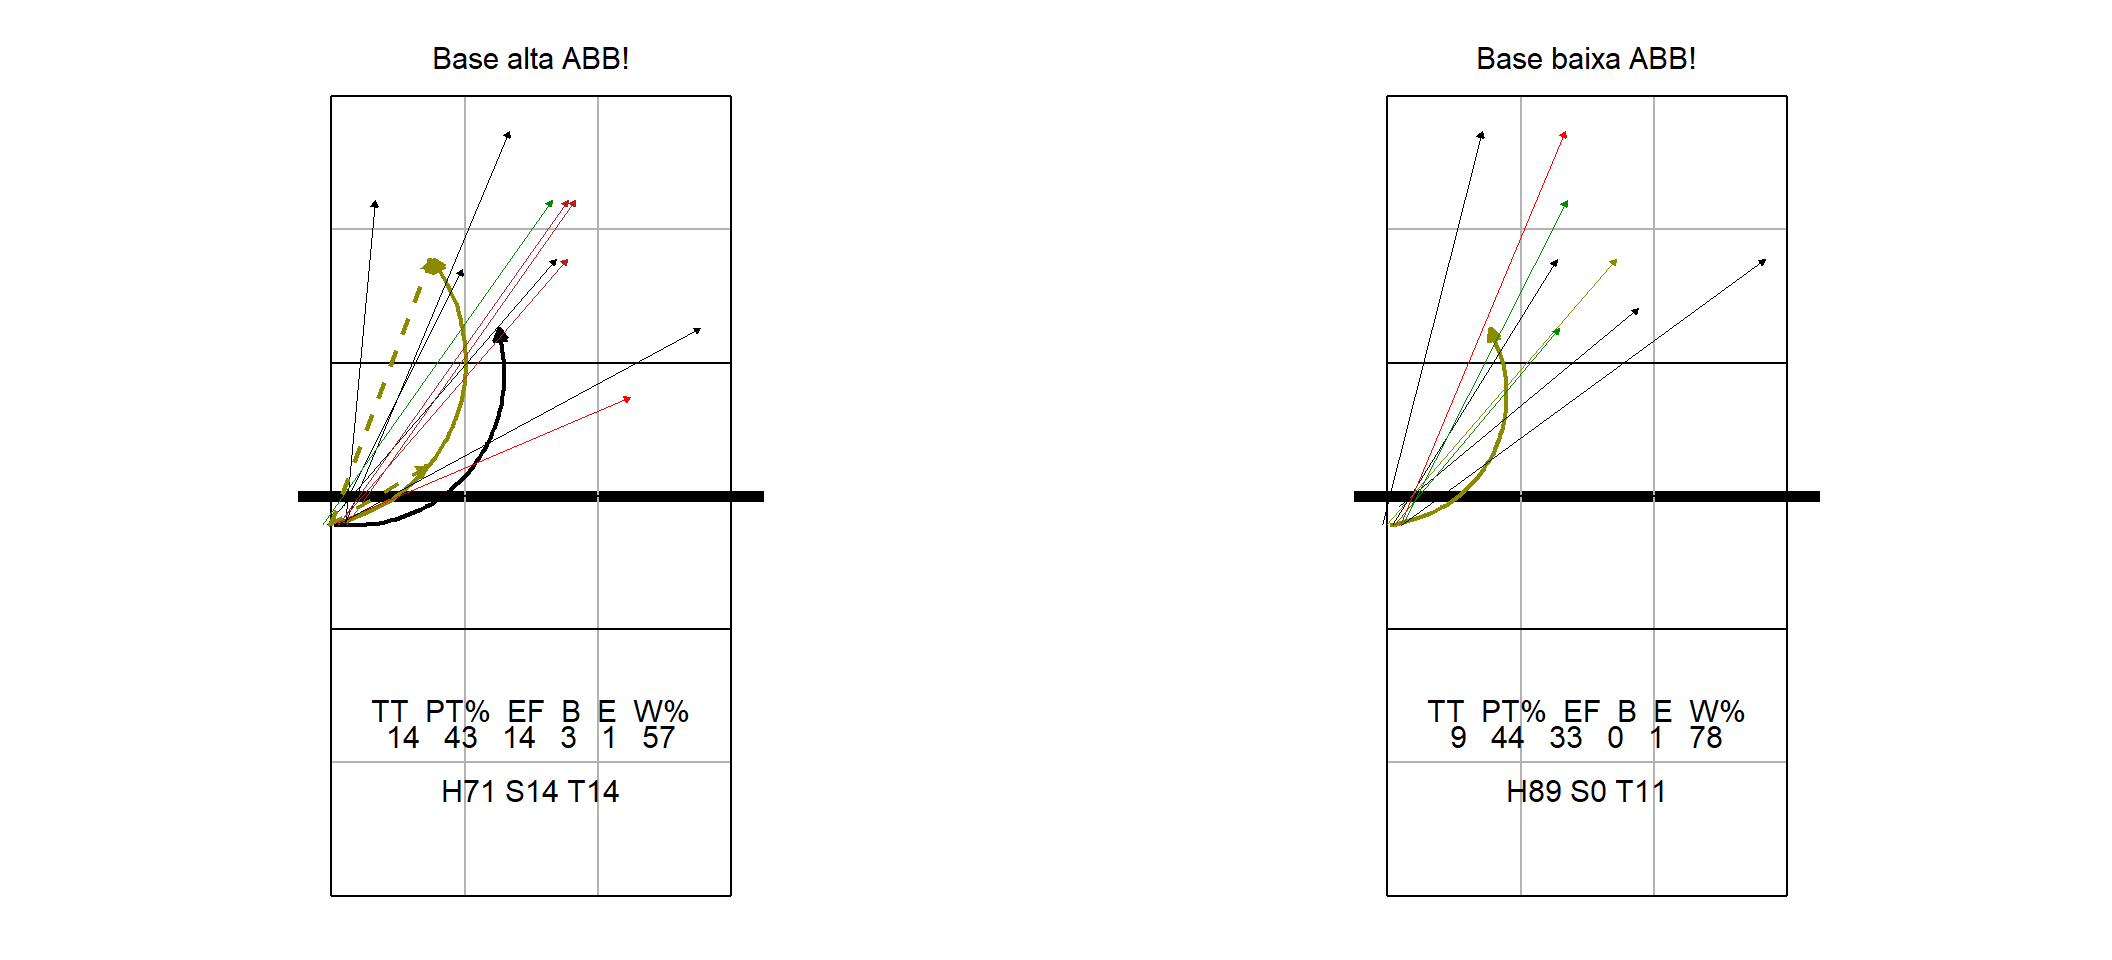 Base alta ABB!
TT PT% EF B E W%
14 43 14 3 1 57
H71 S14 T14
Base baixa ABB!
TT PT% EF B E W%
9 44 33 0 1 78
H89 S0 T11